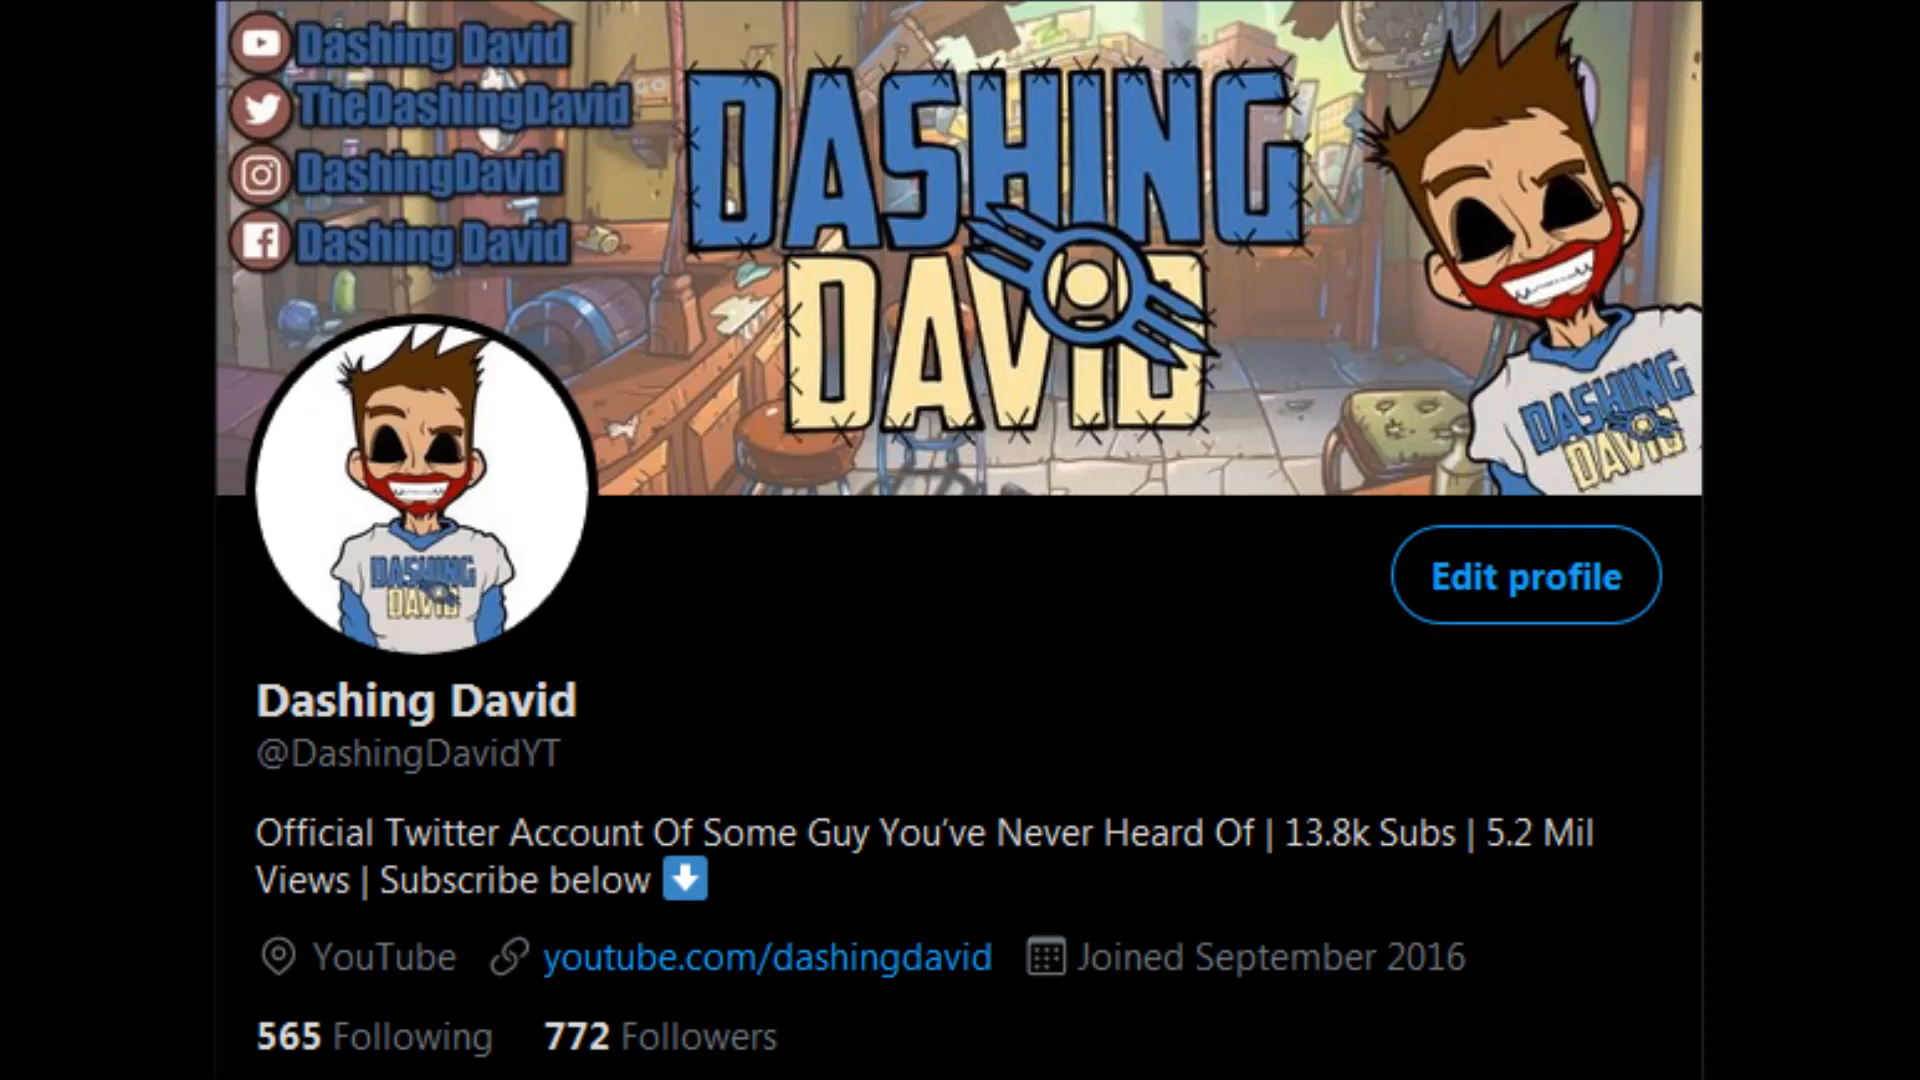 Dashing David
TheDashingDavid
DashingDavid
Dashing David
DASHING
DAVID
DASHING
DAVID
DASHING
DAVID
Edit profile
Dashing David
@DashingDavidYT
Official Twitter Account Of Some Guy You've Never Heard Of | 13.8k Subs | 5.2 Mil
Views | Subscribe below ⬇
YouTube youtube.com/dashingdavid Joined September 2016
565 Following 772 Followers